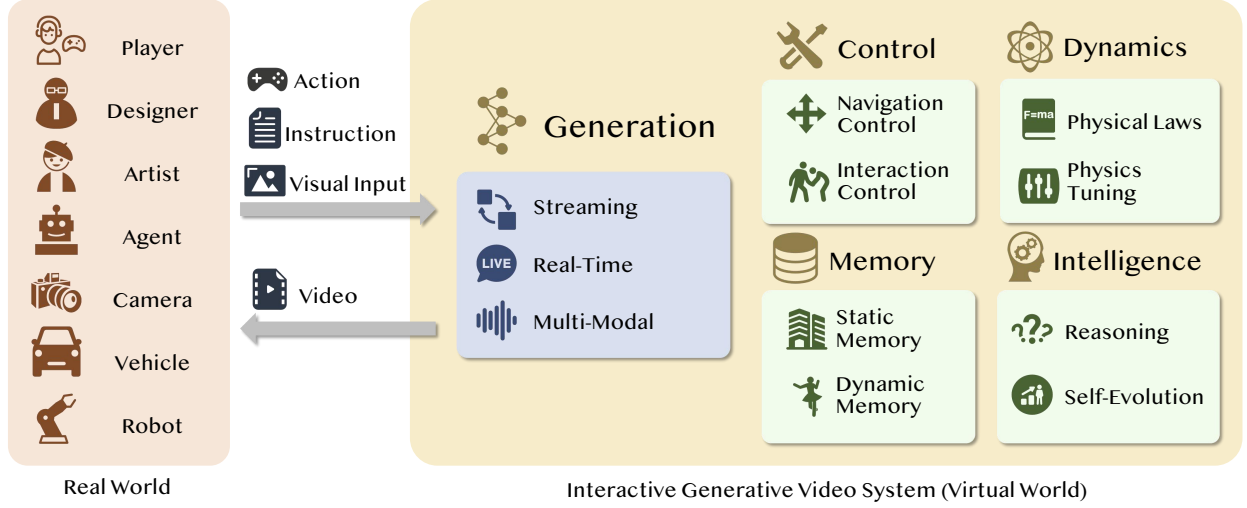 Player
Designer
Artist
Agent
Camera
Vehicle
Robot
Real World
Action
Instruction
Visual Input
Video
Generation
Streaming
LIVE
Real-Time
Multi-Modal
Control
Navigation
Control
Interaction
Control
Dynamics
F=ma
Physical Laws
Physics
Tuning
Memory
Static
Memory
Dynamic
Memory
Intelligence
Reasoning
Self-Evolution
Interactive Generative Video System (Virtual World)